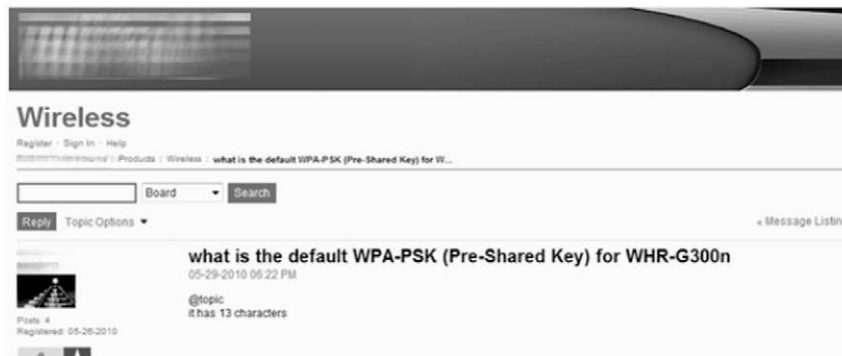 Wireless
Register · Sign In · Help
: Products : Wireless : what is the default WPA-PSK (Pre-Shared Key) for W...
Board Search
Reply Topic Options « Message Listin
what is the default WPA-PSK (Pre-Shared Key) for WHR-G300n
05-29-2010 06:22 PM
@topic
it has 13 characters
Posts: 4
Registered: 05-26-2010